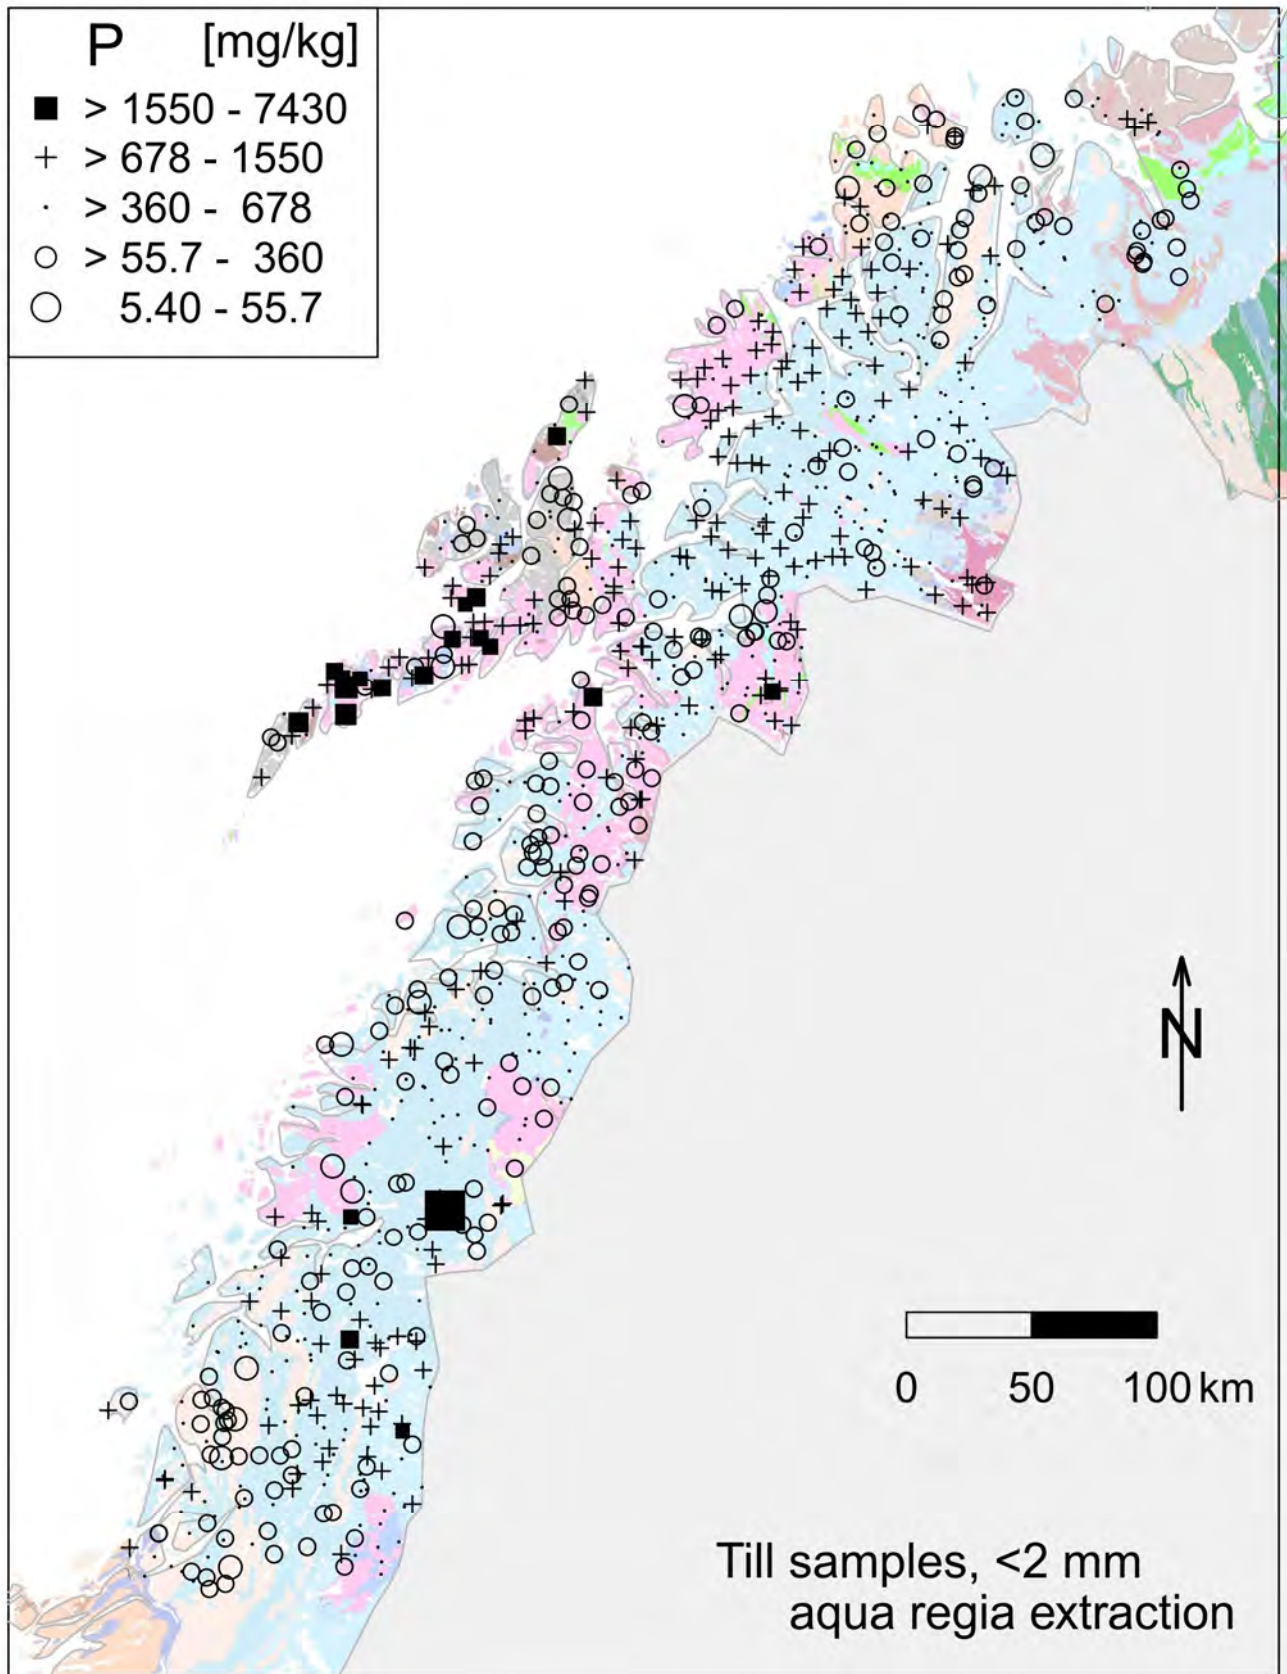 P [mg/kg]
> 1550 - 7430
> 678 - 1550
> 360 - 678
> 55.7 - 360
5.40 - 55.7
N
0 50 100 km
Till samples, <2 mm
aqua regia extraction